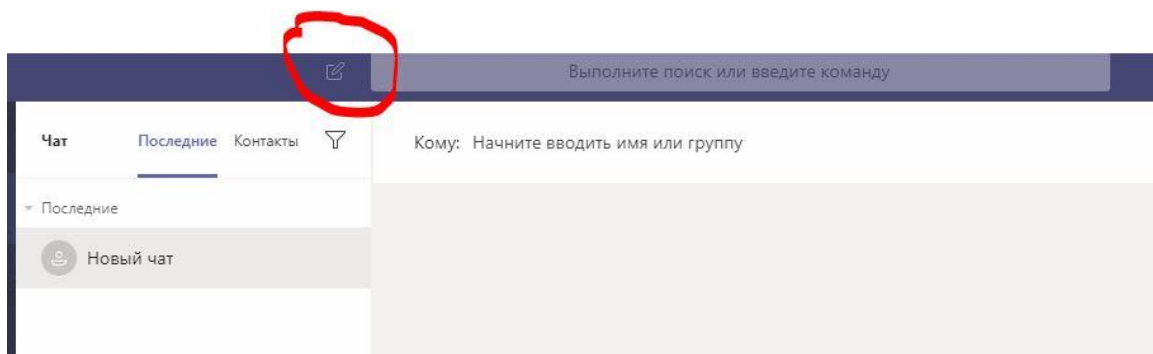 Выполните поиск или введите команду
Чат Последние Контакты
Кому: Начните вводить имя или группу
Последние
Новый чат